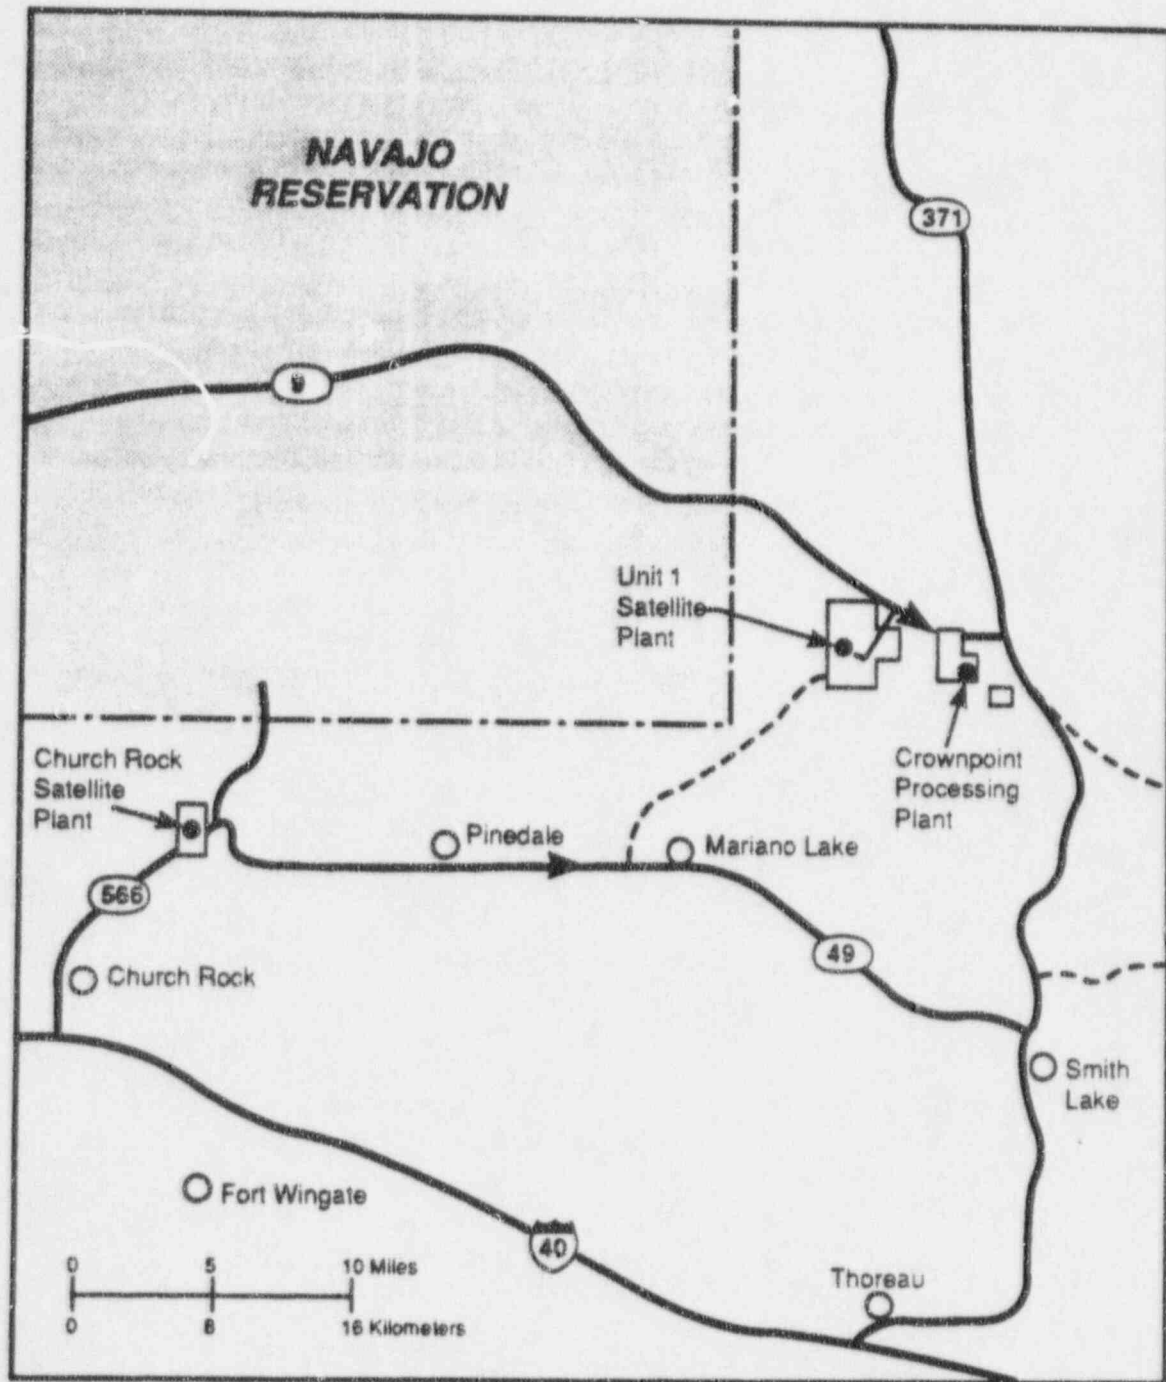 NAVAJO
RESERVATION
371
9
Unit 1
Satellite
Plant
Church Rock
Satellite
Plant
Crownpoint
Processing
Plant
Pinedale
Mariano Lake
566
49
Church Rock
Smith
Lake
Fort Wingate
40
0 5 10 Miles
0 8 16 Kilometers
Thoreau